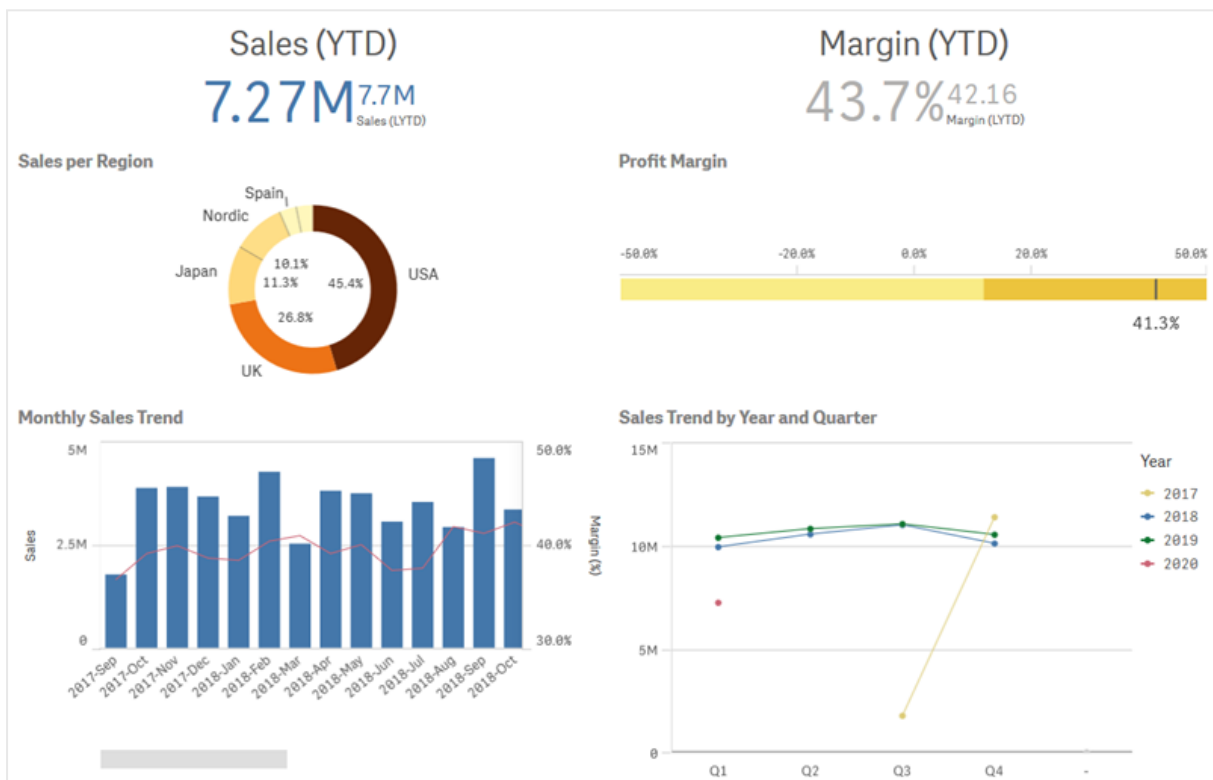 Sales (YTD)
7.27M 7.7M
Sales (LYTD)
Margin (YTD)
43.7% 42.16
Margin (LYTD)
Sales per Region
Spain
Nordic
Japan
USA
UK
10.1%
11.3%
45.4%
26.8%
Profit Margin
-50.0% -20.0% 0.0% 20.0% 50.0%
41.3%
Monthly Sales Trend
5M
2.5M
0
Sales
50.0%
40.0%
30.0%
Margin (%)
2017-Sep 2017-Oct 2017-Nov 2017-Dec 2018-Jan 2018-Feb 2018-Mar 2018-Apr 2018-May 2018-Jun 2018-Jul 2018-Aug 2018-Sep 2018-Oct
Sales Trend by Year and Quarter
15M
10M
5M
0
Q1 Q2 Q3 Q4 -
Year
2017
2018
2019
2020